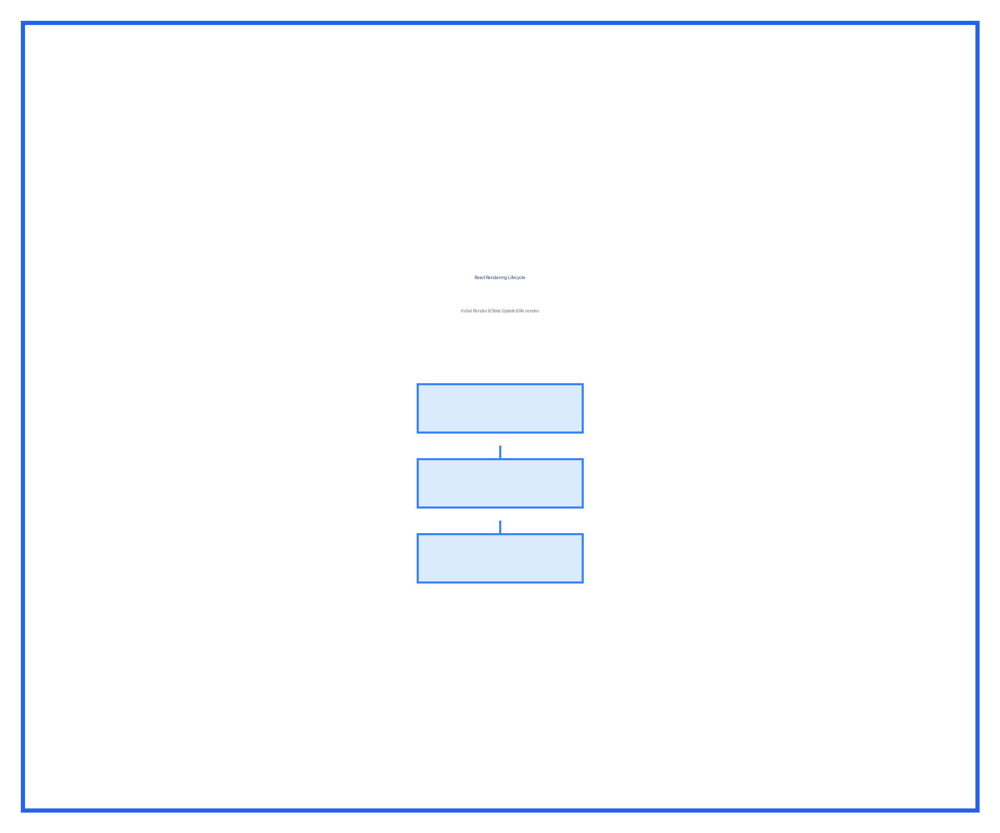 React Rendering Lifecycle
Initial Render □ State Update □ Re-render